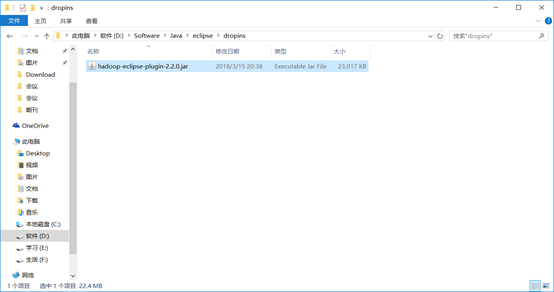 dropins
文件 主页 共享 查看
此电脑 › 软件 (D:) › Software › Java › eclipse › dropins 搜索"dropins"
名称 修改日期 类型 大小
hadoop-eclipse-plugin-2.2.0.jar 2018/3/15 20:38 Executable Jar File 23,017 KB
文档
图片
Download
会议
会议
期刊
OneDrive
此电脑
Desktop
视频
图片
文档
下载
音乐
本地磁盘 (C:)
软件 (D:)
学习 (E:)
生活 (F:)
网络
1 个项目 选中 1 个项目 22.4 MB